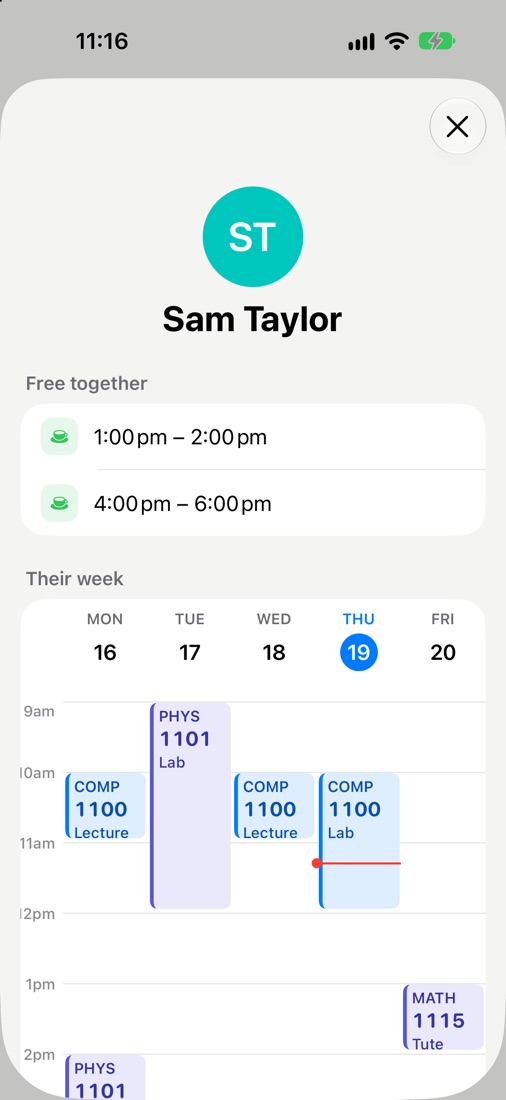 11:16
ST
Sam Taylor
Free together
1:00 pm – 2:00 pm
4:00 pm – 6:00 pm
Their week
MON TUE WED THU FRI
16 17 18 19 20
9am
PHYS
1101
Lab
10am
COMP
1100
Lecture
COMP
1100
Lecture
COMP
1100
Lab
11am
12pm
1pm
MATH
1115
Tute
2pm
PHYS
1101